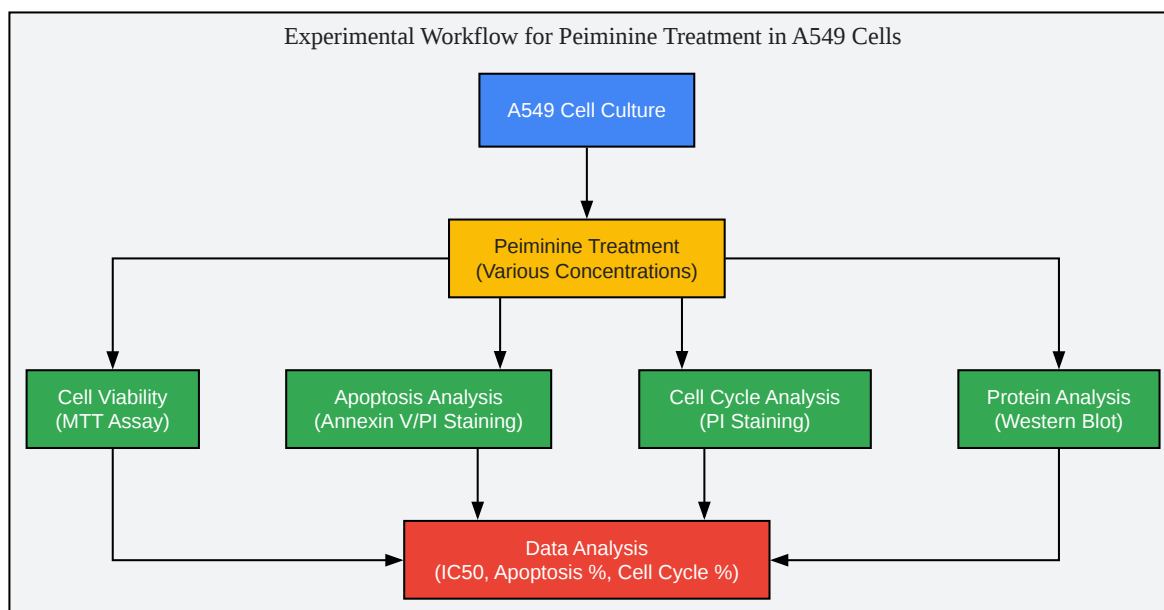 Experimental Workflow for Peiminine Treatment in A549 Cells
A549 Cell Culture
Peiminine Treatment
(Various Concentrations)
Cell Viability
(MTT Assay)
Apoptosis Analysis
(Annexin V/PI Staining)
Cell Cycle Analysis
(PI Staining)
Protein Analysis
(Western Blot)
Data Analysis
(IC50, Apoptosis %, Cell Cycle %)